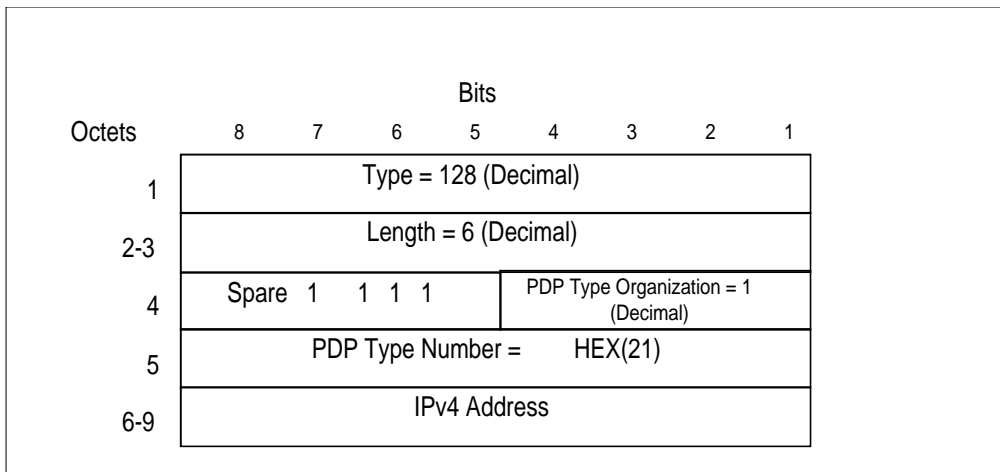 Bits
Octets 8 7 6 5 4 3 2 1
1 Type = 128 (Decimal)
2-3 Length = 6 (Decimal)
4 Spare 1 1 1 1 PDP Type Organization = 1
(Decimal)
5 PDP Type Number = HEX(21)
6-9 IPv4 Address